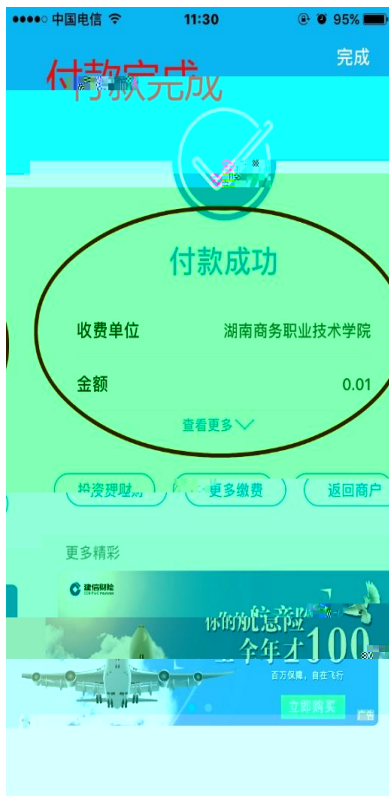 中国电信 11:30 95%
完成
付款完成
付款成功
收费单位 湖南商务职业技术学院
金额 0.01
查看更多
投资理财 更多缴费 返回商户
更多精彩
建信财险
你的航意险
全年才100
百万保障，自在飞行
立即购买
广告